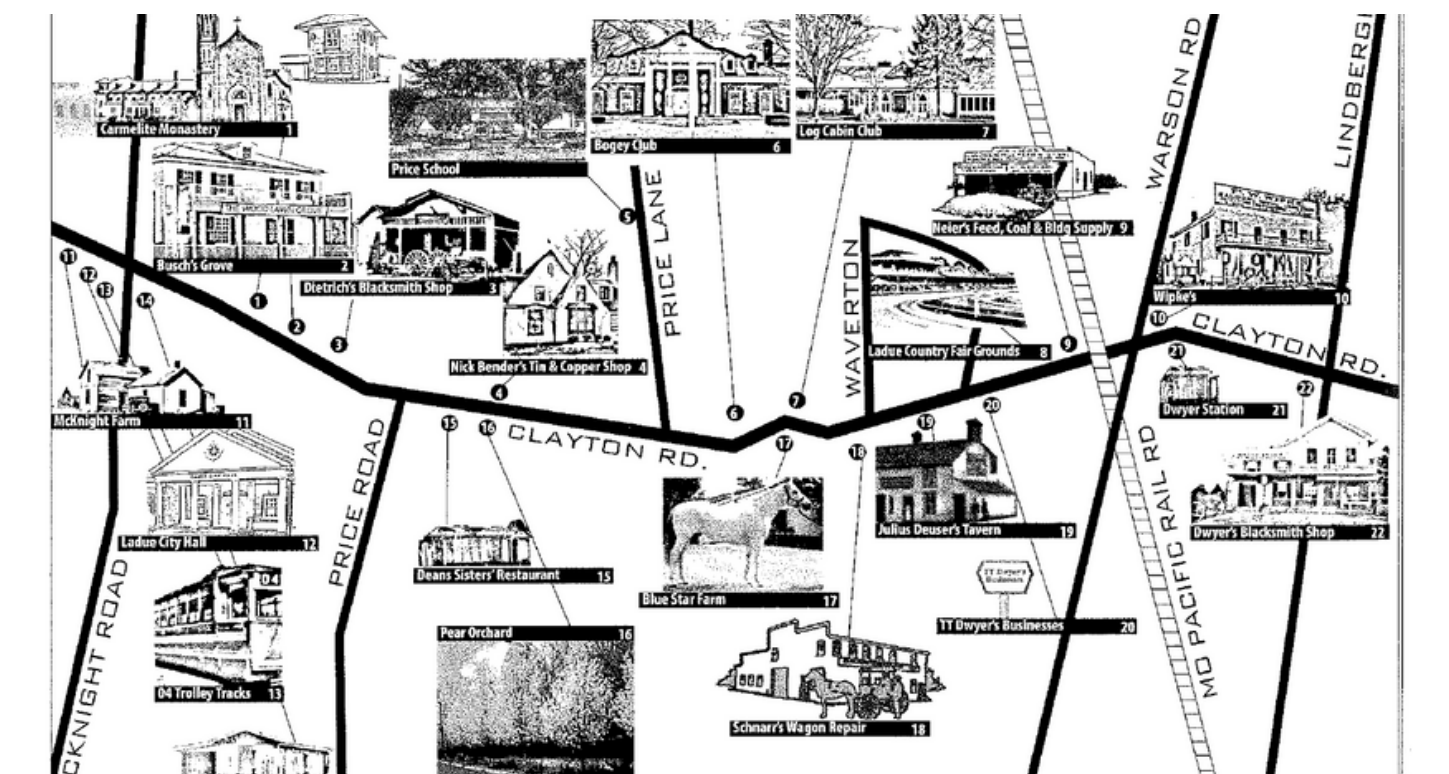 Carmelite Monastery 1
Price School
Bogey Club 6
Log Cabin Club 7
WARSON RD
LINDBERG
Busch's Grove 2
Dietrich's Blacksmith Shop 3
Nick Bender's Tin & Copper Shop 4
5
PRICE LANE
WAVERTON
Neier's Feed, Coal & Bldg Supply 9
Wipke's 10
Ladue Country Fair Grounds 8
11
12
13
14
1
2
3
4
6
7
9
10
CLAYTON RD.
21
22
McKnight Farm 11
Dwyer Station 21
15
16
CLAYTON RD.
17
18
19
20
PRICE ROAD
Ladue City Hall 12
Deans Sisters' Restaurant 15
Blue Star Farm 17
Julius Deuser's Tavern 19
Dwyer's Blacksmith Shop 22
MO PACIFIC RAIL RD
TT Dwyer's
Business
TT Dwyer's Businesses 20
CKNIGHT ROAD
04
04 Trolley Tracks 13
Pear Orchard 16
Schnarr's Wagon Repair 18